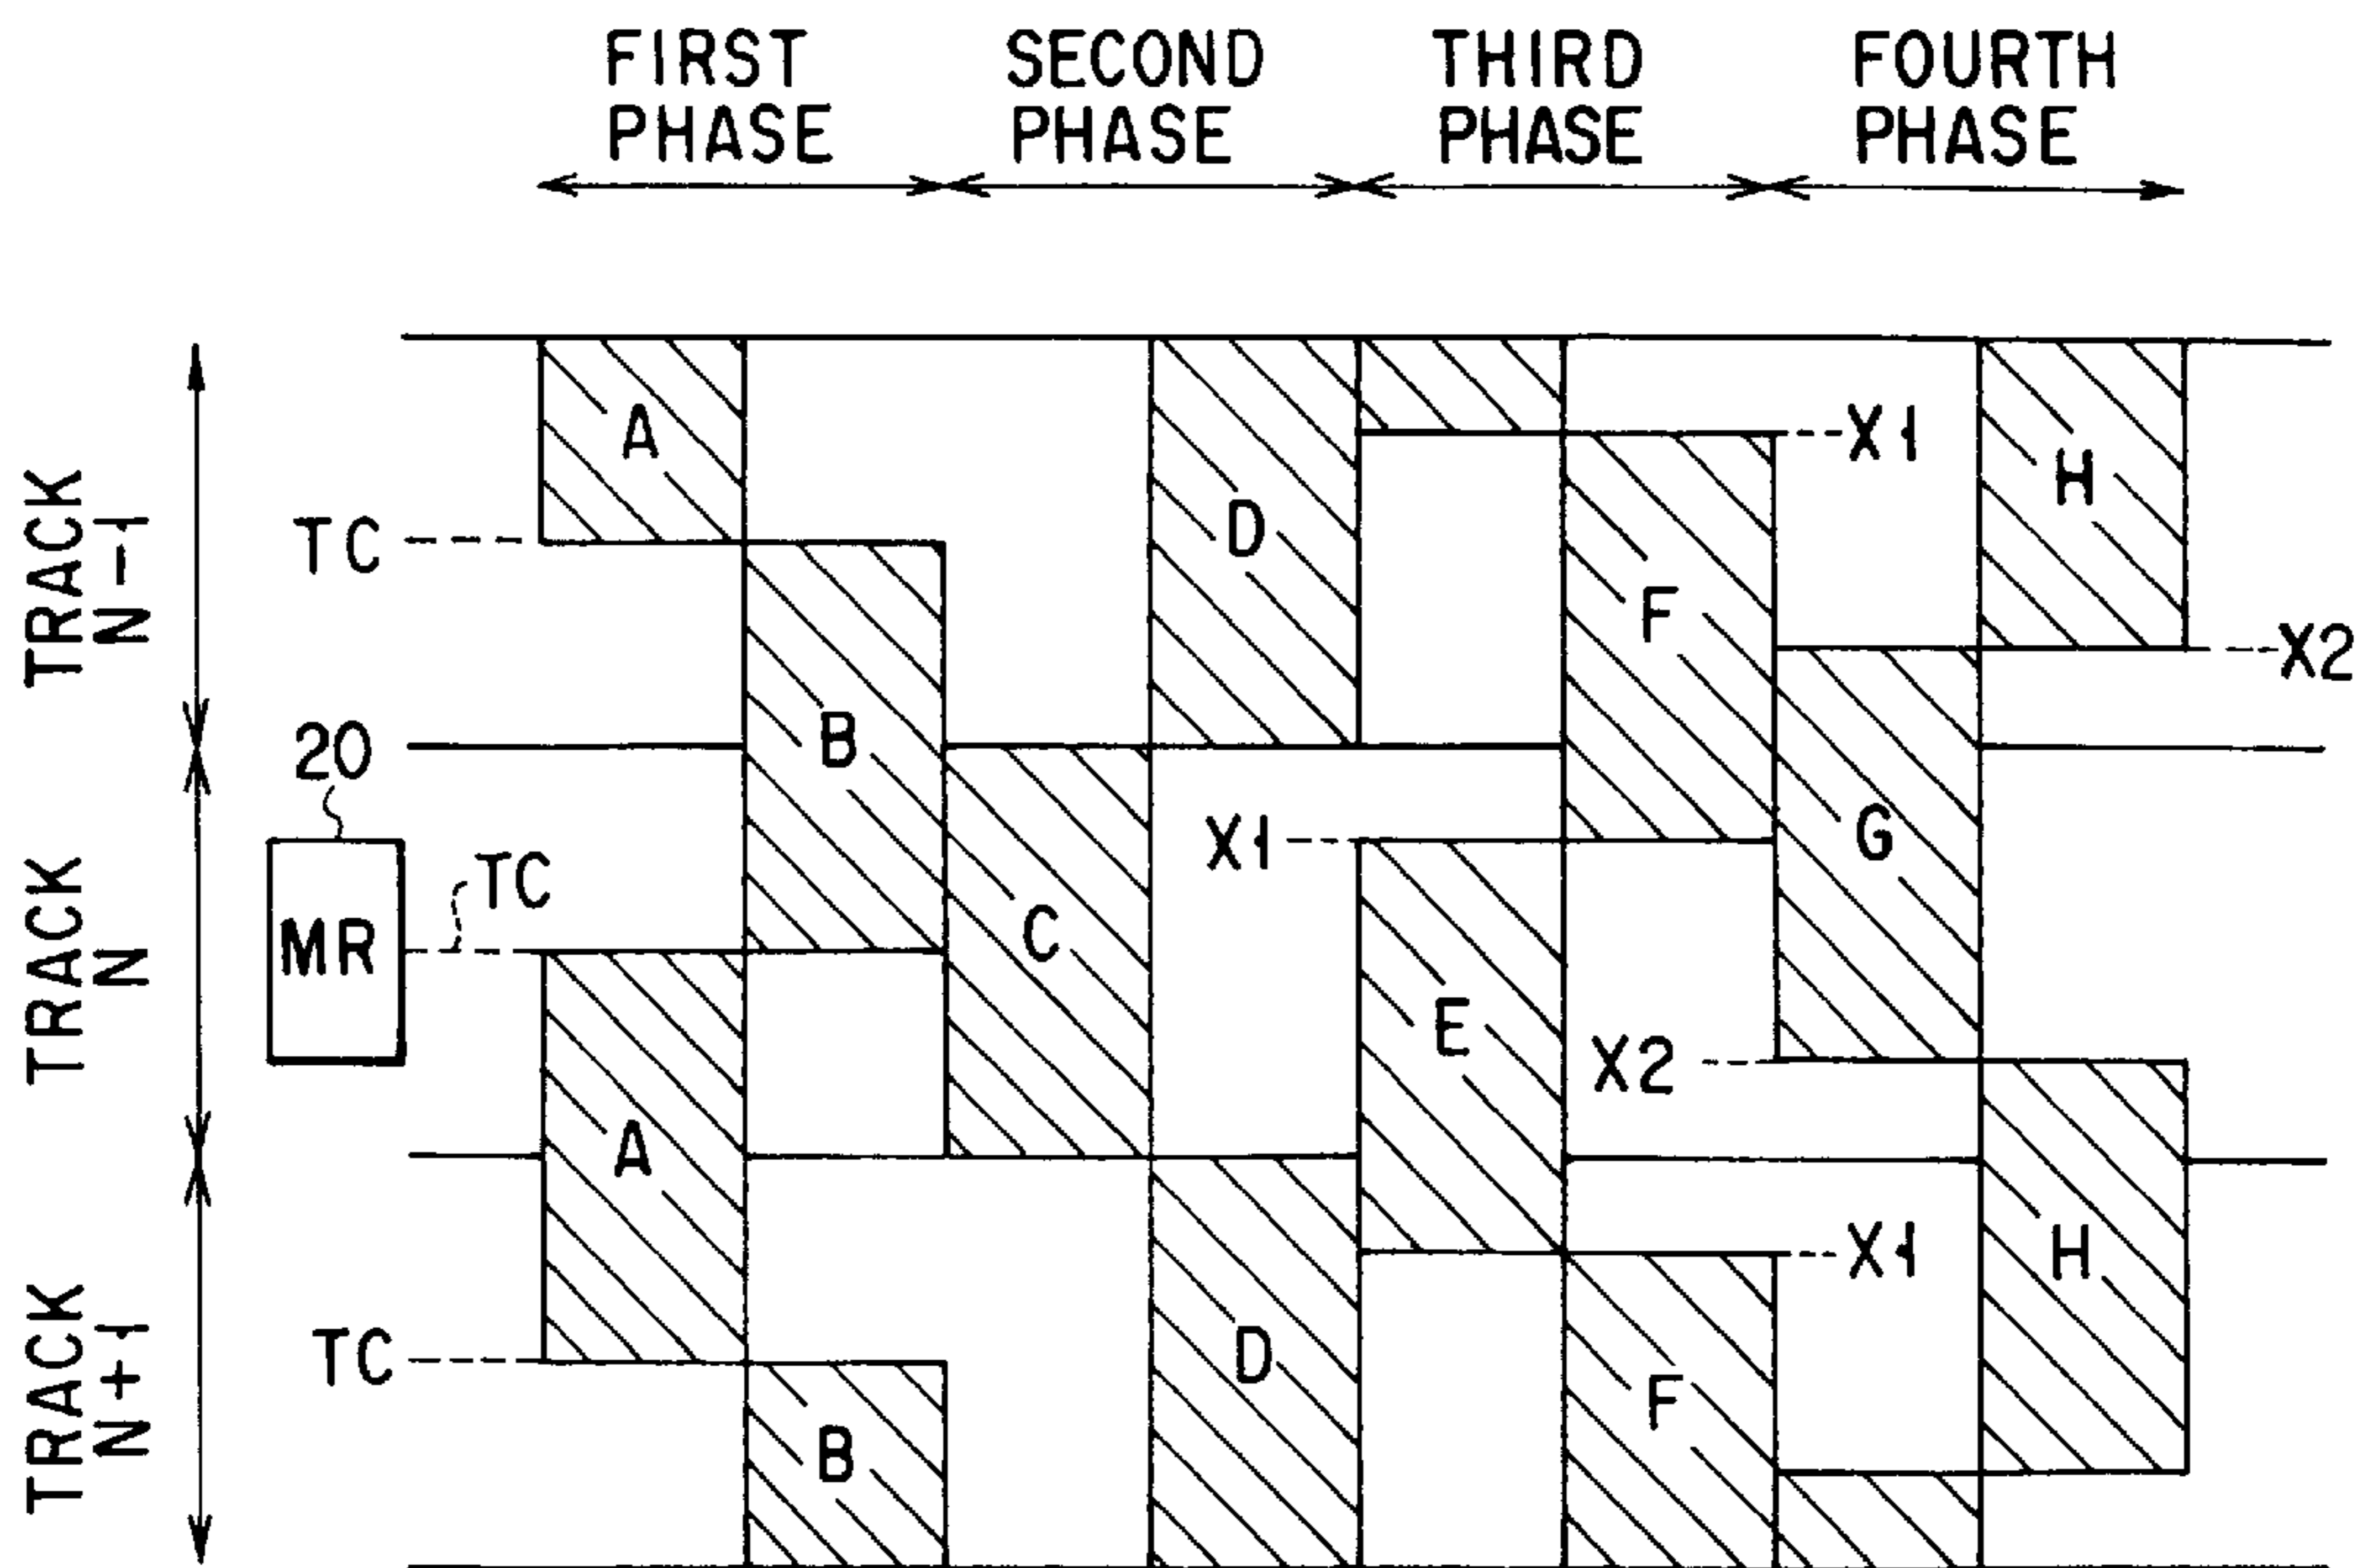 FIRST PHASE
SECOND PHASE
THIRD PHASE
FOURTH PHASE
TRACK N-1
TRACK N
TRACK N+1
A
X1
H
D
TC
F
X2
B
20
X1
G
TC
C
MR
E
X2
A
X1
H
TC
D
F
B